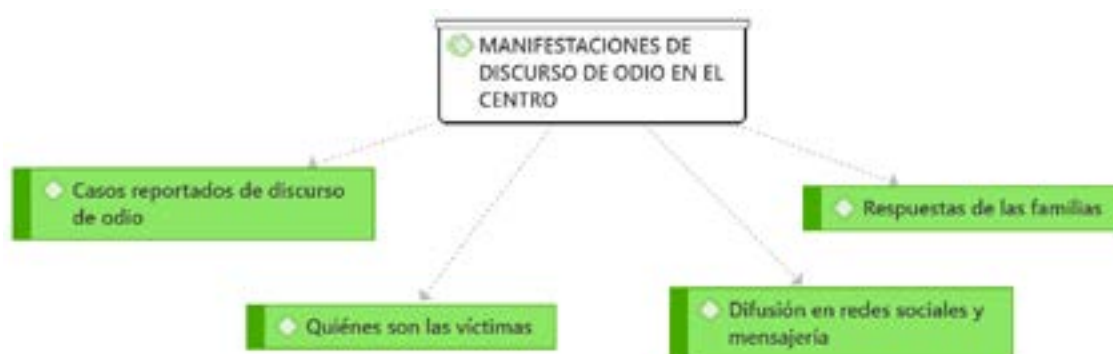 MANIFESTACIONES DE
DISCURSO DE ODIO EN EL
CENTRO
Casos reportados de discurso
de odio
Respuestas de las familias
Quiénes son las víctimas
Difusión en redes sociales y
mensajería